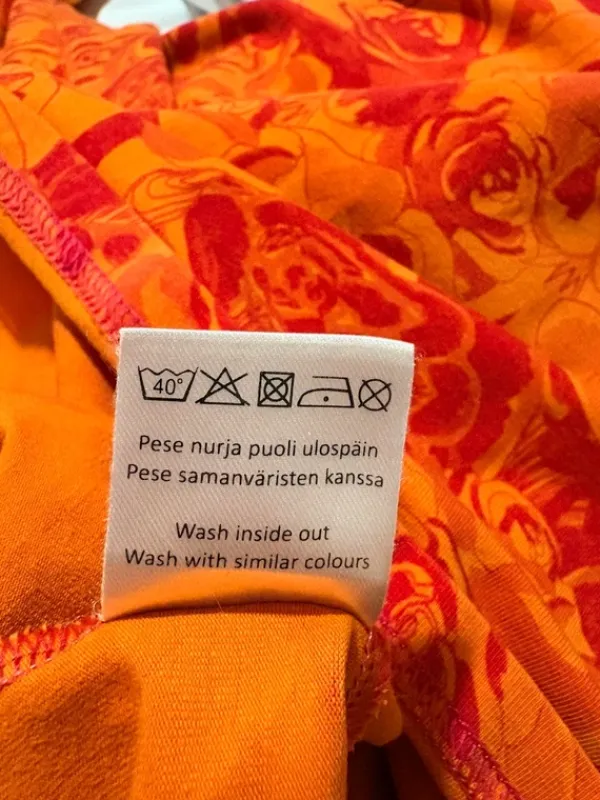 40°
Pese nurja puoli ulospäin
Pese samanväristen kanssa
Wash inside out
Wash with similar colours